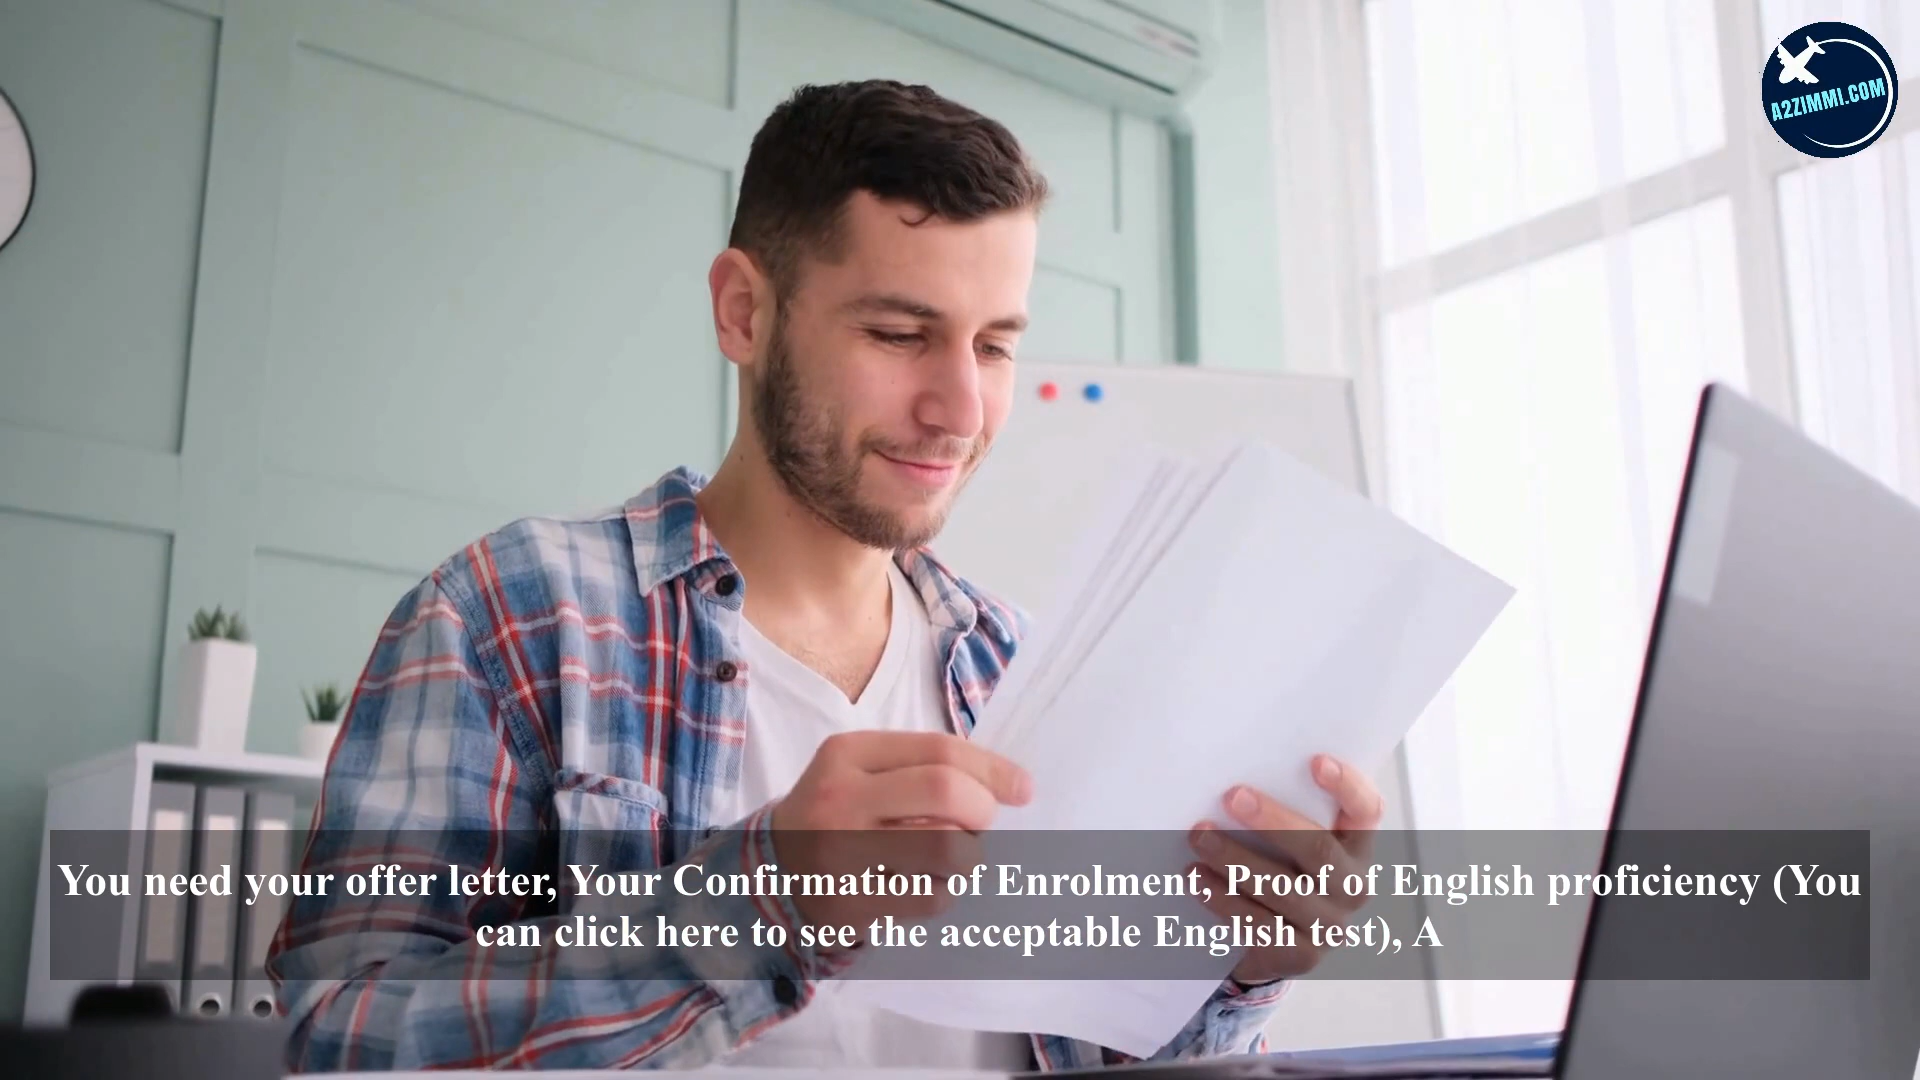 A2ZIMMI.COM
You need your offer letter, Your Confirmation of Enrolment, Proof of English proficiency (You
can click here to see the acceptable English test), A